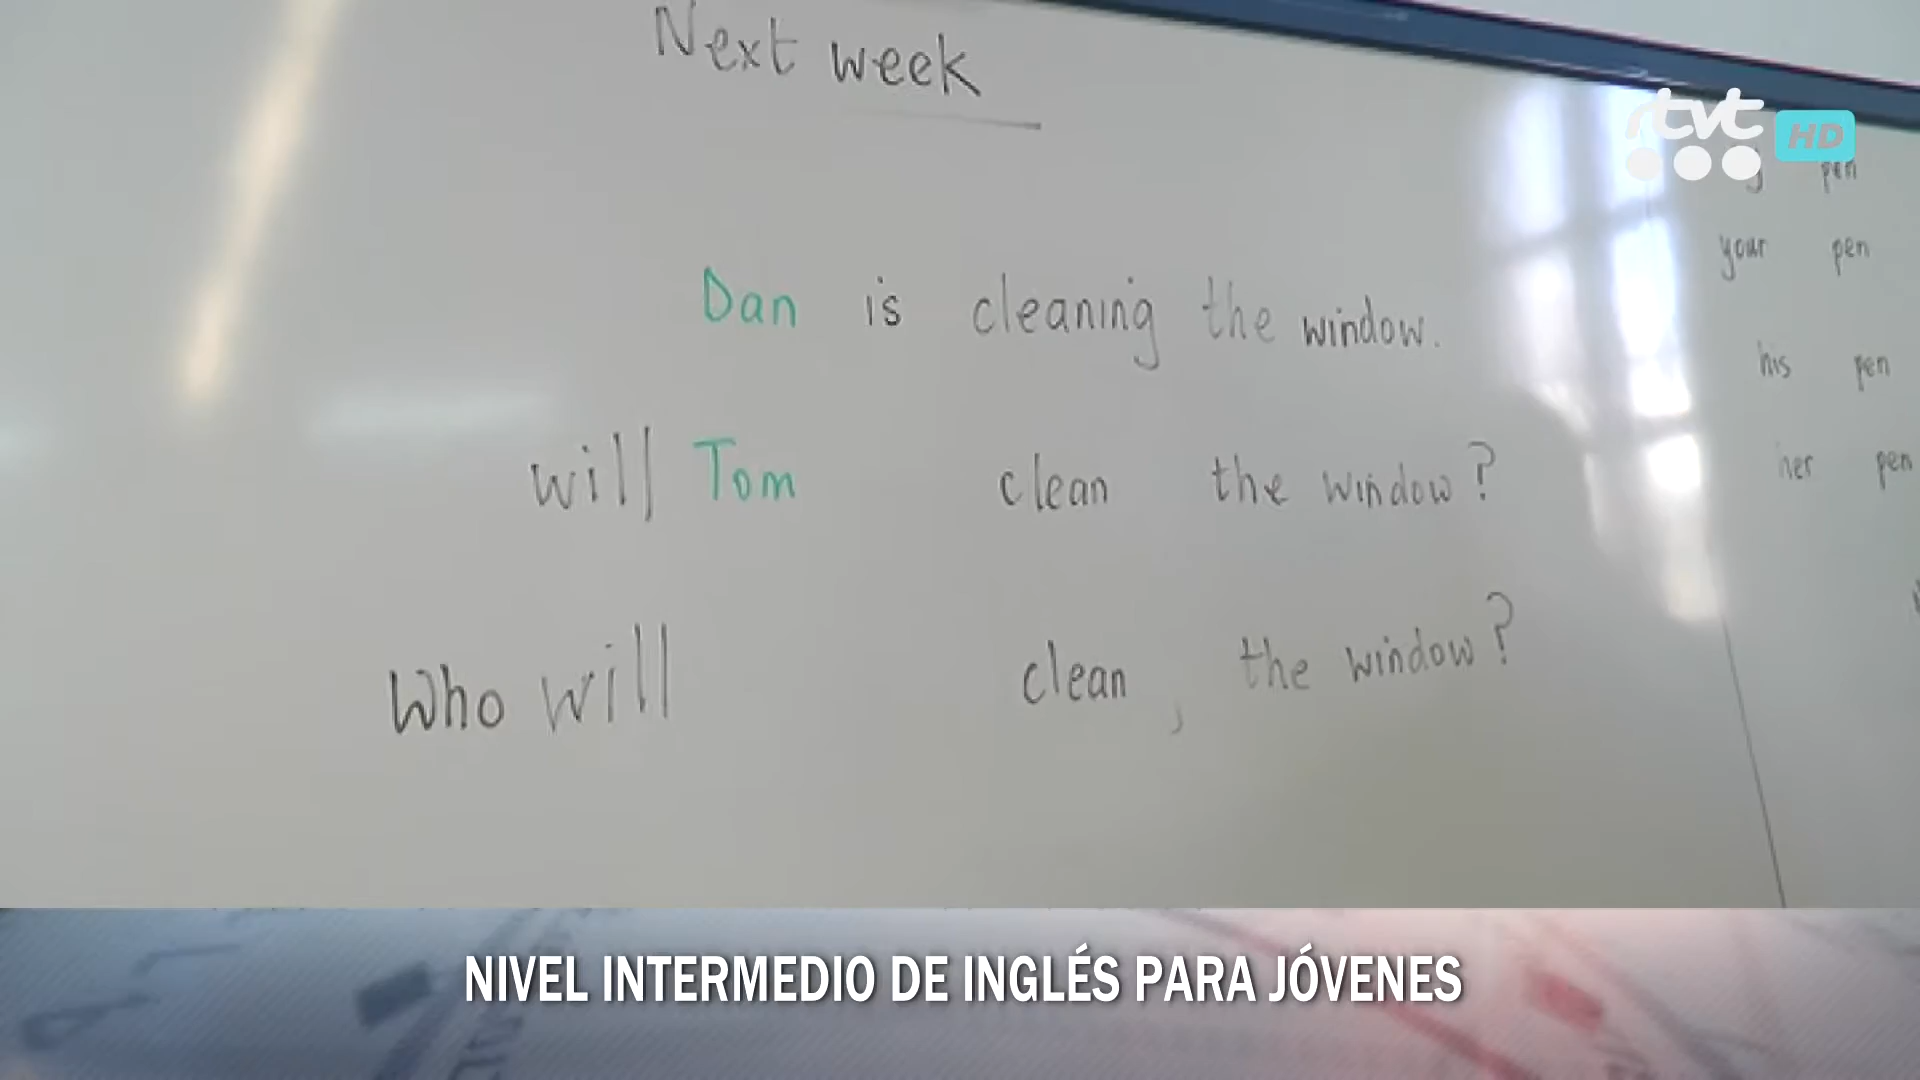 Next week
Dan is cleaning the window.
will Tom clean the window?
Who will clean, the window?
pen
your pen
his pen
her pen
tvt HD
NIVEL INTERMEDIO DE INGLÉS PARA JÓVENES